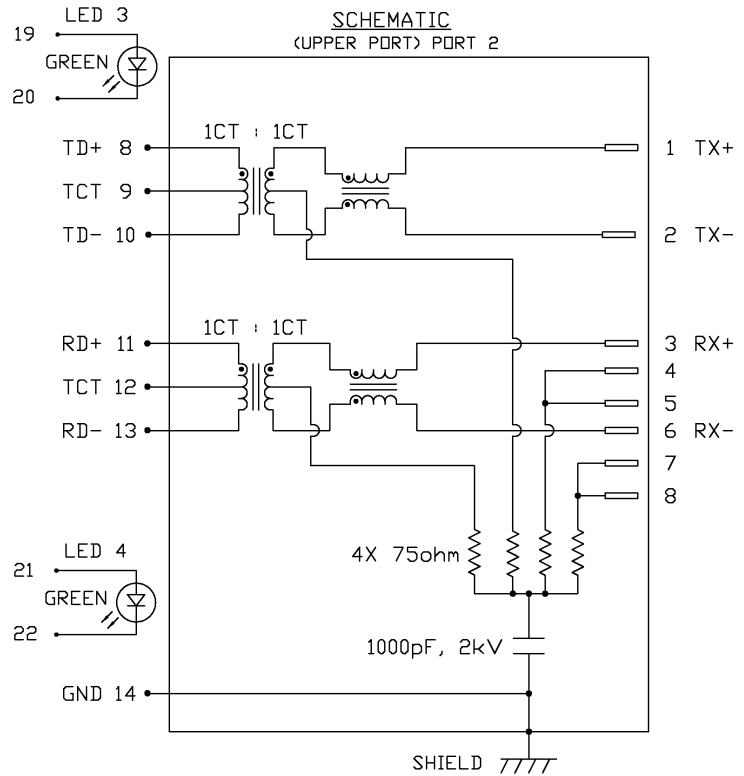 LED 3
SCHEMATIC
(UPPER PORT) PORT 2
19
GREEN
20
1CT : 1CT
TD+ 8
1 TX+
TCT 9
TD- 10
2 TX-
1CT : 1CT
RD+ 11
3 RX+
4
TCT 12
5
RD- 13
6 RX-
7
8
LED 4
4X 75ohm
21
GREEN
22
1000pF, 2kV
GND 14
SHIELD